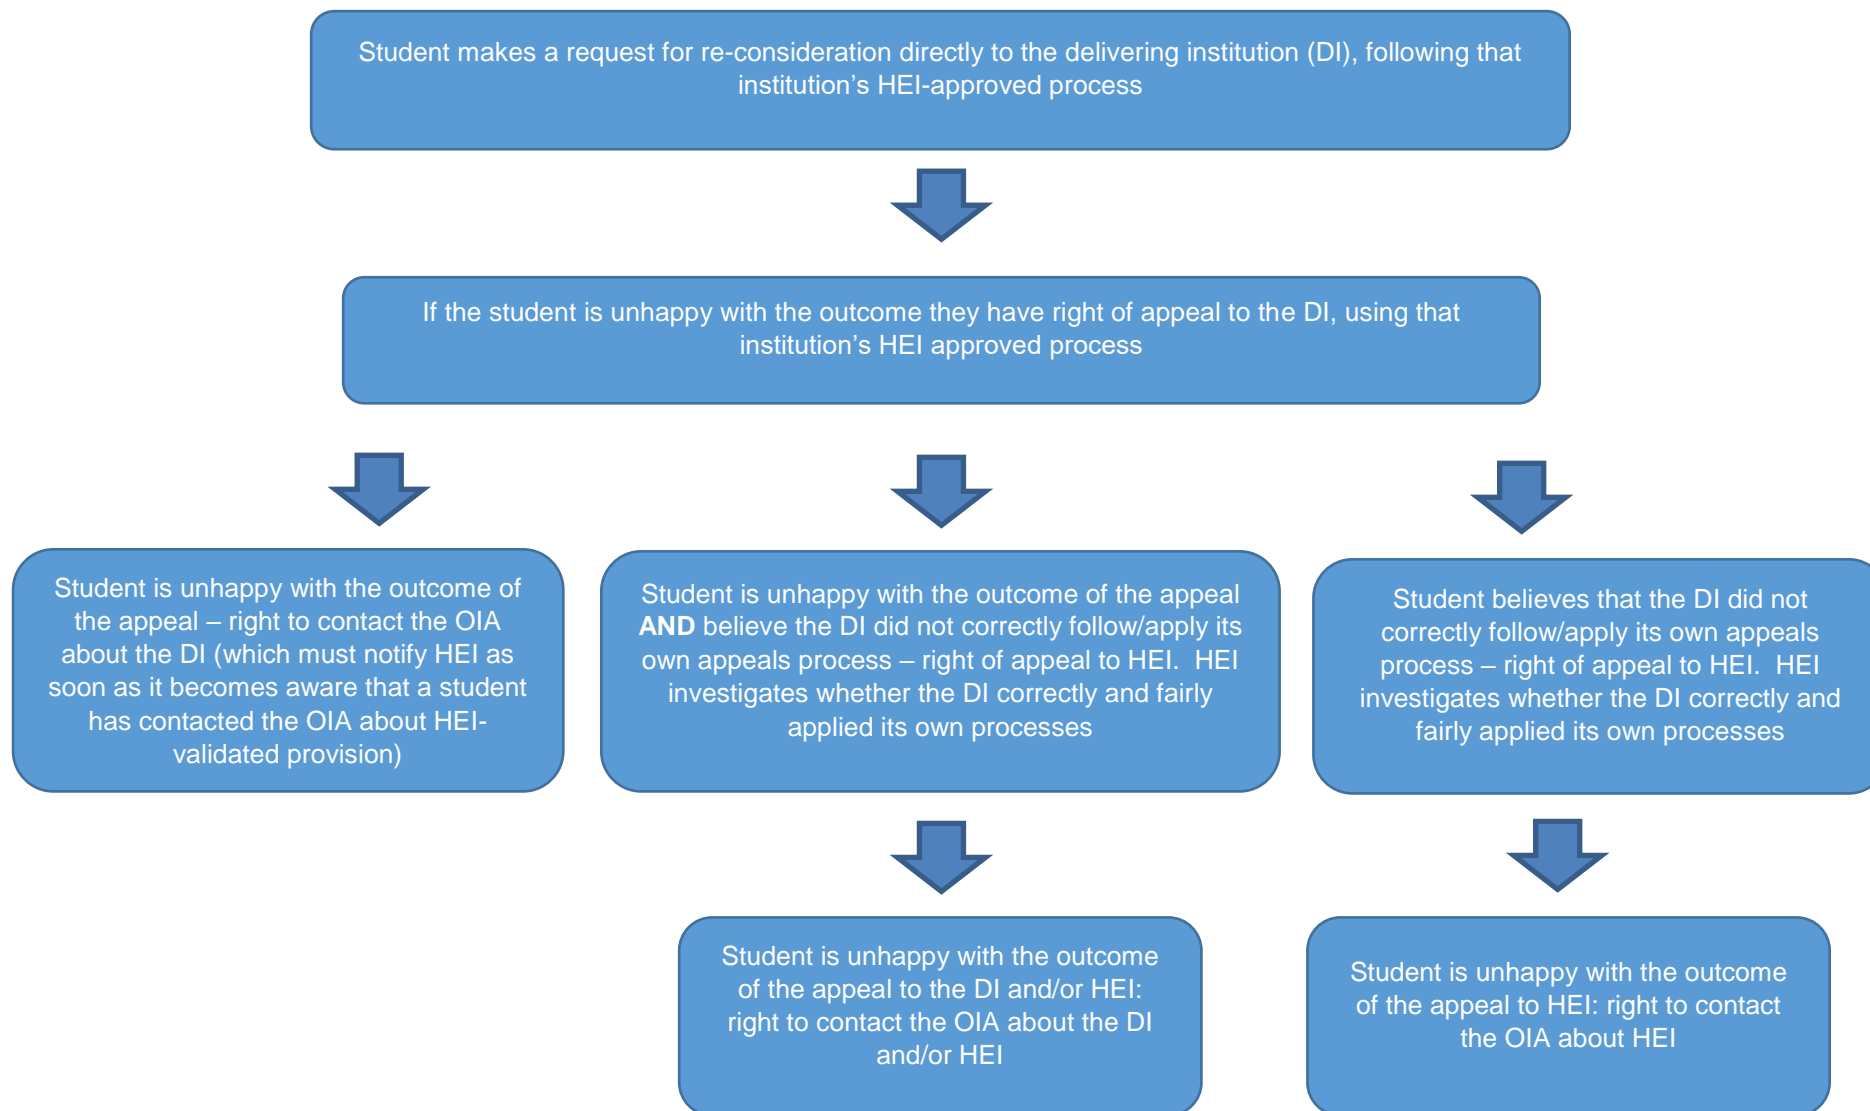 Student makes a request for re-consideration directly to the delivering institution (DI), following that
institution’s HEI-approved process
If the student is unhappy with the outcome they have right of appeal to the DI, using that
institution’s HEI approved process
Student is unhappy with the outcome of
the appeal – right to contact the OIA
about the DI (which must notify HEI as
soon as it becomes aware that a student
has contacted the OIA about HEI-
validated provision)
Student is unhappy with the outcome of the appeal
AND believe the DI did not correctly follow/apply its
own appeals process – right of appeal to HEI.  HEI
investigates whether the DI correctly and fairly
applied its own processes
Student believes that the DI did not
correctly follow/apply its own appeals
process – right of appeal to HEI.  HEI
investigates whether the DI correctly and
fairly applied its own processes
Student is unhappy with the outcome
of the appeal to the DI and/or HEI:
right to contact the OIA about the DI
and/or HEI
Student is unhappy with the outcome
of the appeal to HEI: right to contact
the OIA about HEI